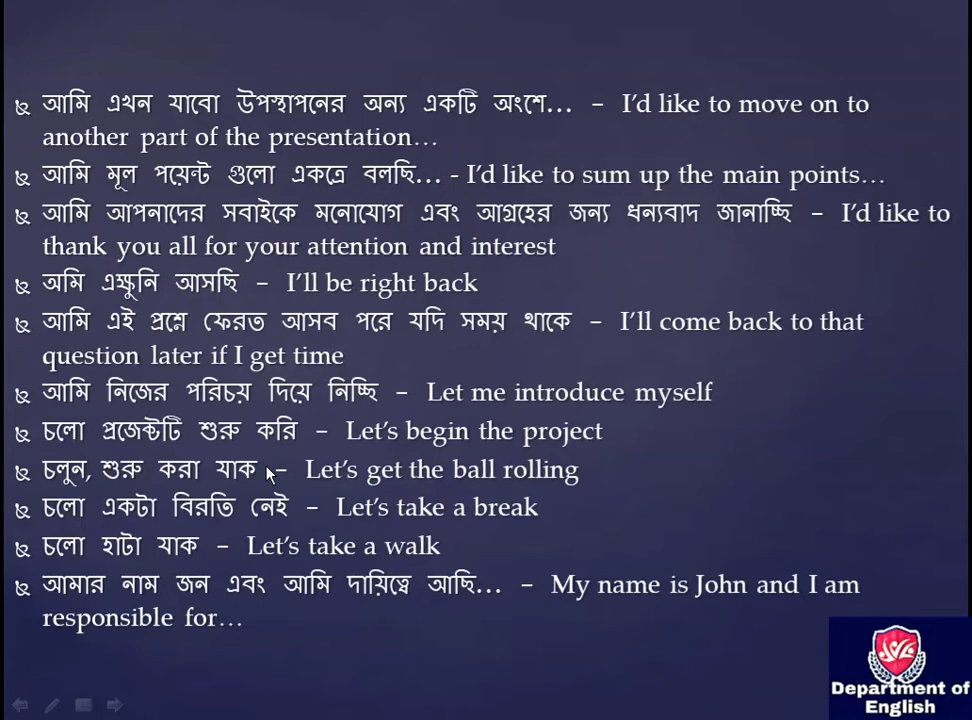 আমি এখন যাবো উপস্থাপনের অন্য একটি অংশে... – I'd like to move on to
another part of the presentation...
আমি মূল পয়েন্ট গুলো একত্রে বলছি... - I'd like to sum up the main points...
আমি আপনাদের সবাইকে মনোযোগ এবং আগ্রহের জন্য ধন্যবাদ জানাচ্ছি – I'd like to
thank you all for your attention and interest
অমি এক্ষুনি আসছি – I'll be right back
আমি এই প্রশ্নে ফেরত আসব পরে যদি সময় থাকে – I'll come back to that
question later if I get time
আমি নিজের পরিচয় দিয়ে নিচ্ছি – Let me introduce myself
চলো প্রজেক্টটি শুরু করি – Let's begin the project
চলুন, শুরু করা যাক – Let's get the ball rolling
চলো একটা বিরতি নেই – Let's take a break
চলো হাটা যাক – Let's take a walk
আমার নাম জন এবং আমি দায়িত্বে আছি... – My name is John and I am
responsible for...
Department of
English